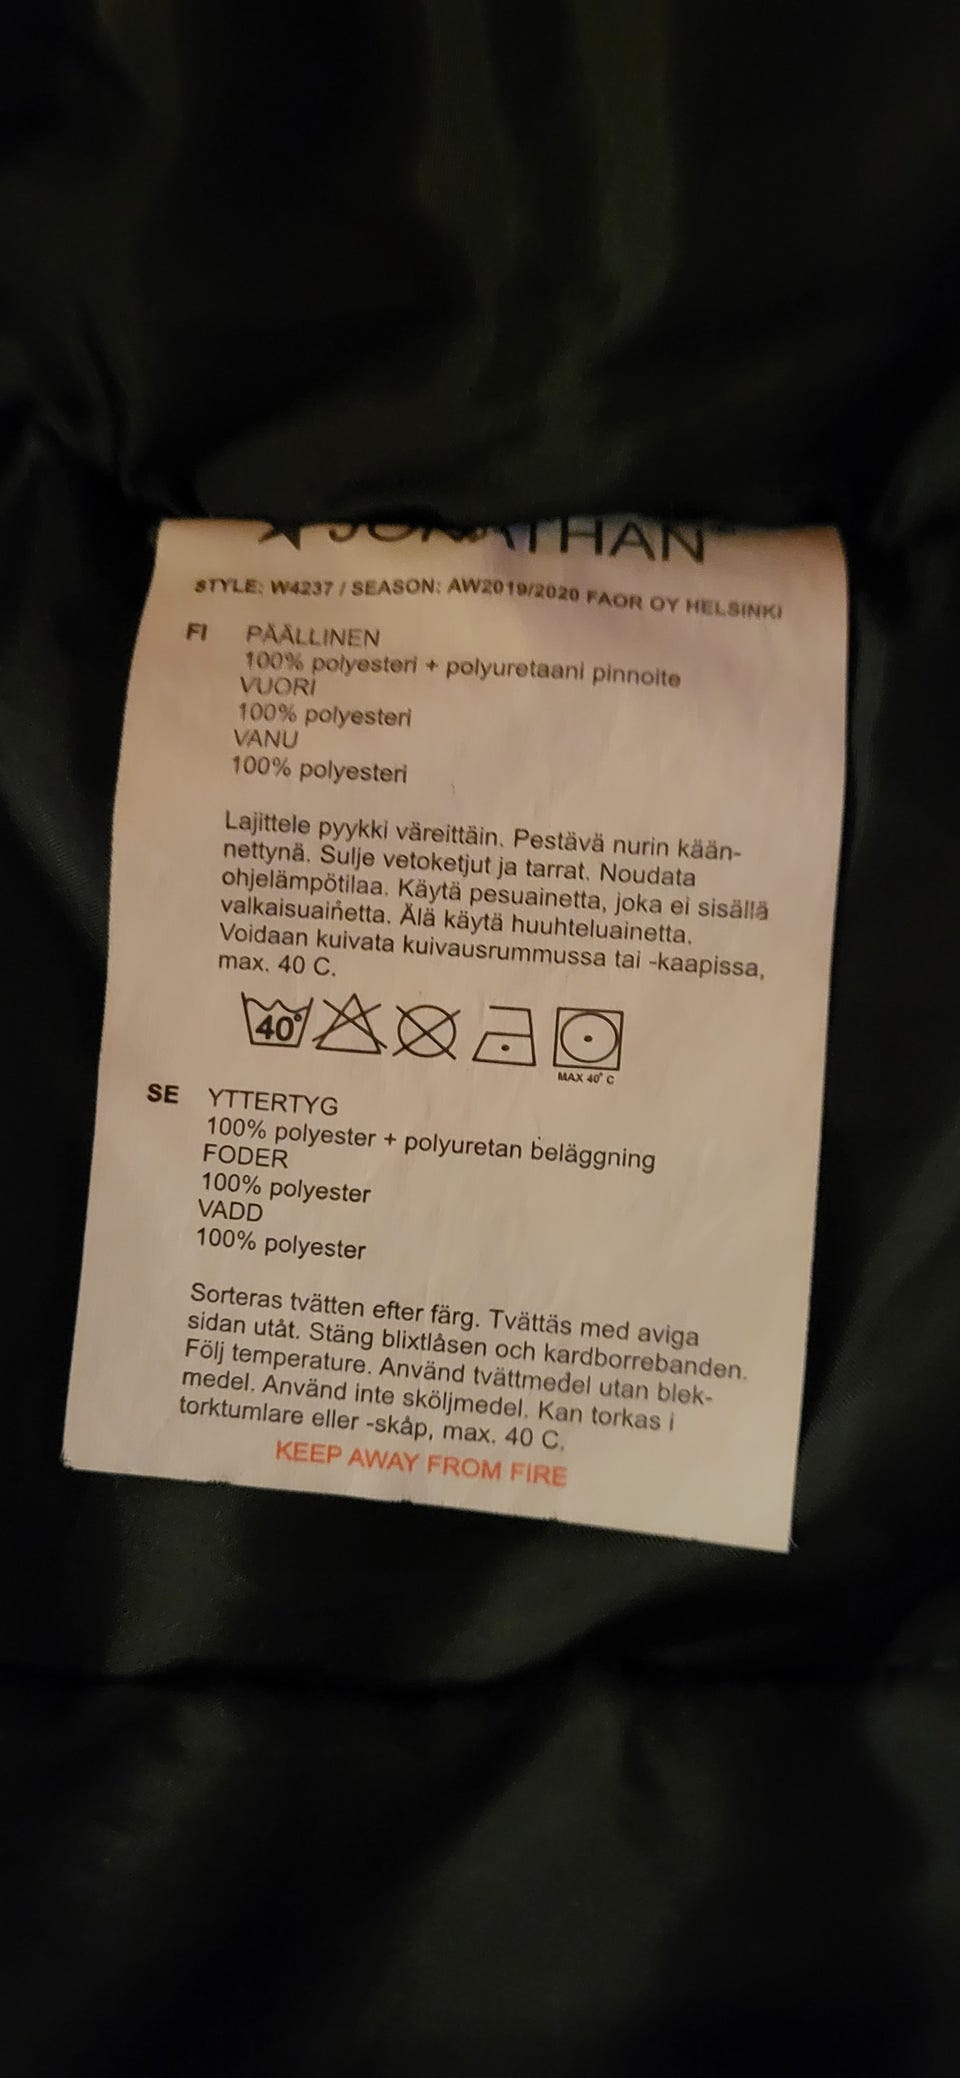 JONATHAN
STYLE: W4237 / SEASON: AW2019/2020 FAOR OY HELSINKI
FI PÄÄLLINEN
100% polyesteri + polyuretaani pinnoite
VUORI
100% polyesteri
VANU
100% polyesteri
Lajittele pyykki väreittäin. Pestävä nurin kään-
nettynä. Sulje vetoketjut ja tarrat. Noudata
ohjelämpötilaa. Käytä pesuainetta, joka ei sisällä
valkaisuainetta. Älä käytä huuhteluainetta.
Voidaan kuivata kuivausrummussa tai -kaapissa,
max. 40 C.
40°
MAX 40° C
SE YTTERTYG
100% polyester + polyuretan beläggning
FODER
100% polyester
VADD
100% polyester
Sorteras tvätten efter färg. Tvättäs med aviga
sidan utåt. Stäng blixtlåsen och kardborrebanden.
Följ temperature. Använd tvättmedel utan blek-
medel. Använd inte sköljmedel. Kan torkas i
torktumlare eller -skåp, max. 40 C.
KEEP AWAY FROM FIRE